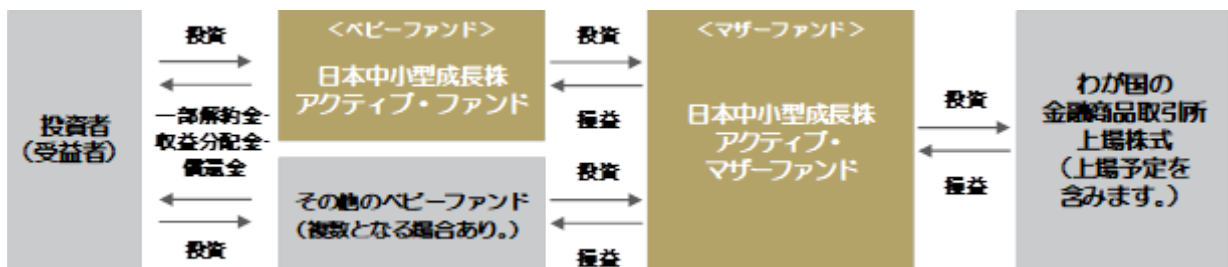 投資者
(受益者)
投資
一部解約金・
収益分配金・
償還金
投資
<ベビーファンド>
日本中小型成長株
アクティブ・ファンド
その他のベビーファンド
(複数となる場合あり。)
投資
損益
投資
損益
<マザーファンド>
日本中小型成長株
アクティブ・
マザーファンド
投資
損益
わが国の
金融商品取引所
上場株式
(上場予定を
含みます。)